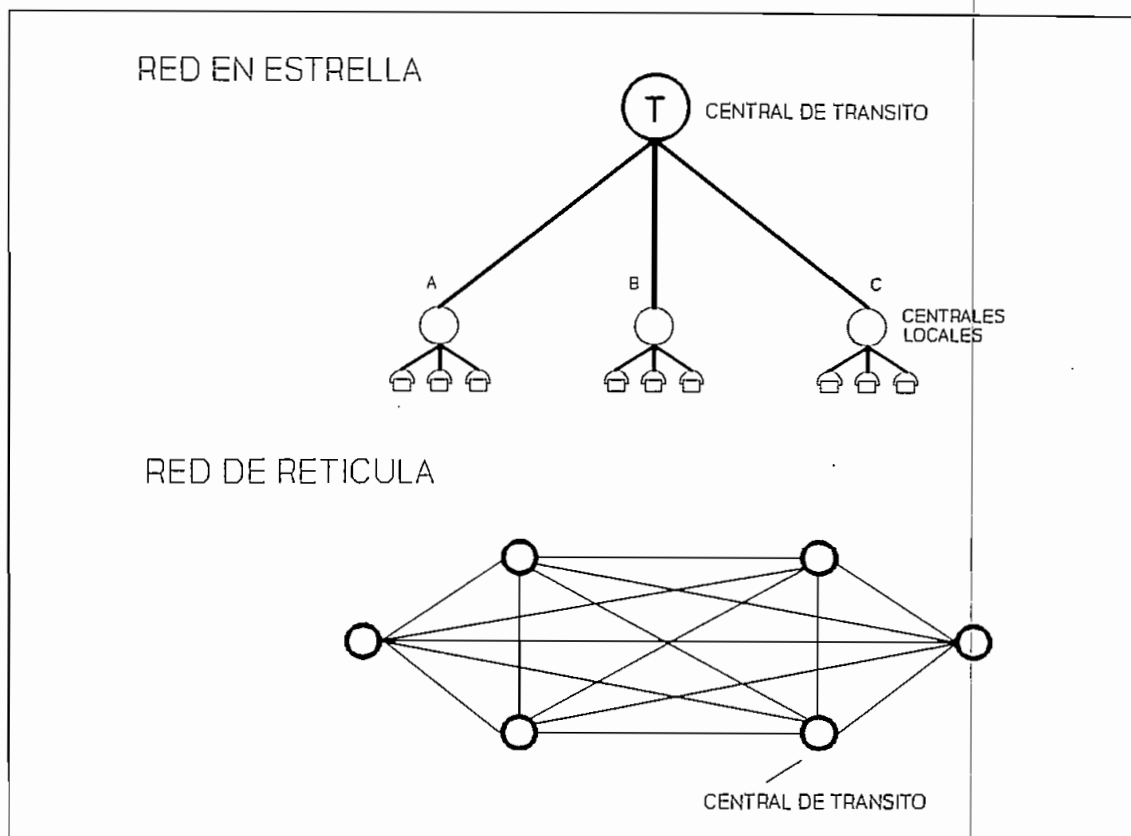 RED EN ESTRELLA
T
CENTRAL DE TRANSITO
A
B
C
CENTRALES
LOCALES
RED DE RETICULA
CENTRAL DE TRANSITO